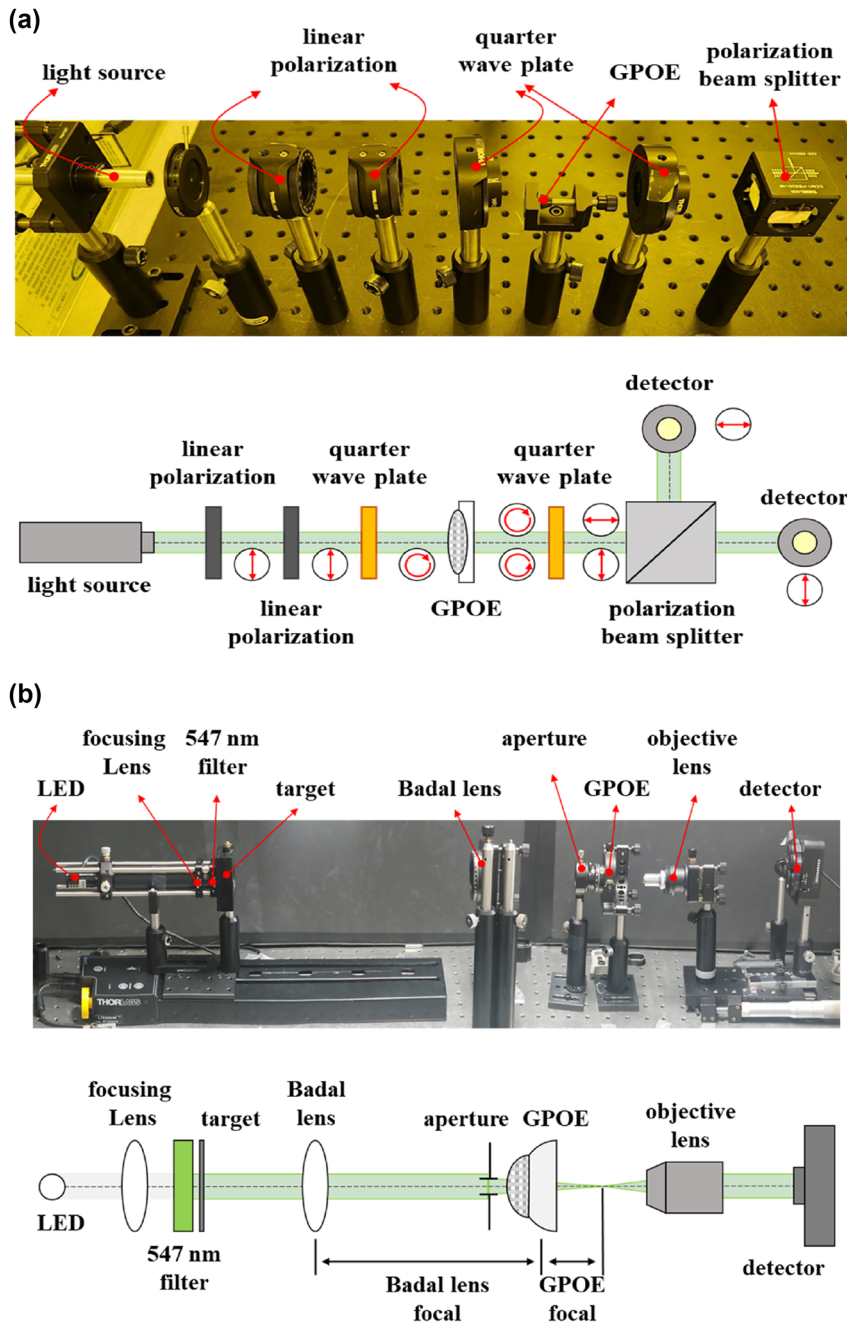 (a)
light source
linear
polarization
quarter
wave plate
GPOE
polarization
beam splitter
detector
linear
polarization
quarter
wave plate
quarter
wave plate
detector
light source
linear
polarization
GPOE
polarization
beam splitter
(b)
LED
focusing
Lens
547 nm
filter
target
Badal lens
aperture
GPOE
objective
lens
detector
THORLABS
focusing
Lens
target
Badal
lens
aperture
GPOE
objective
lens
LED
547 nm
filter
Badal lens
focal
GPOE
focal
detector